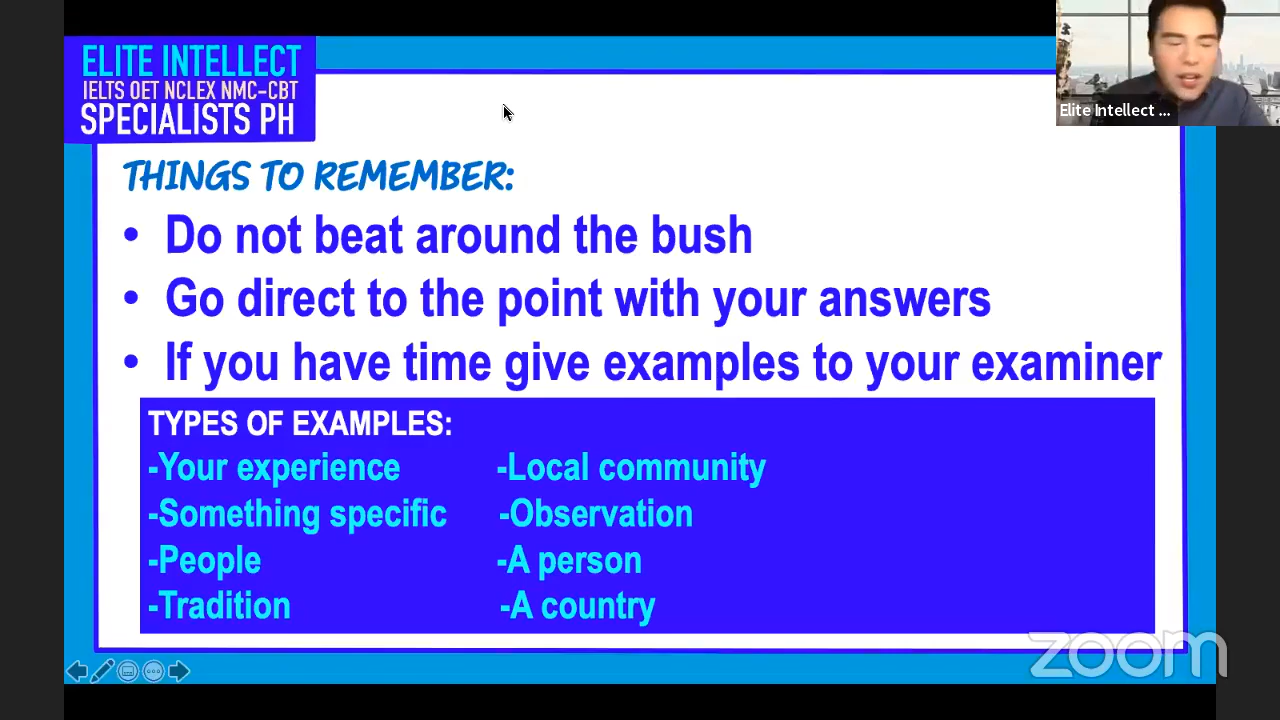 ELITE INTELLECT
IELTS OET NCLEX NMC-CBT
SPECIALISTS PH
Elite Intellect ...
THINGS TO REMEMBER:
• Do not beat around the bush
• Go direct to the point with your answers
• If you have time give examples to your examiner
TYPES OF EXAMPLES:
-Your experience -Local community
-Something specific -Observation
-People -A person
-Tradition -A country
zoom